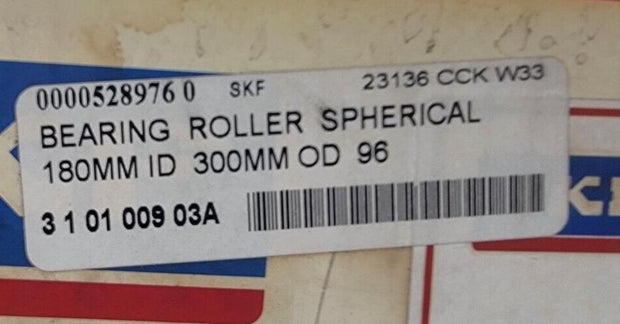 0000528976 0 SKF 23136 CCK W33
BEARING ROLLER SPHERICAL
180MM ID 300MM OD 96
3 1 01 009 03A